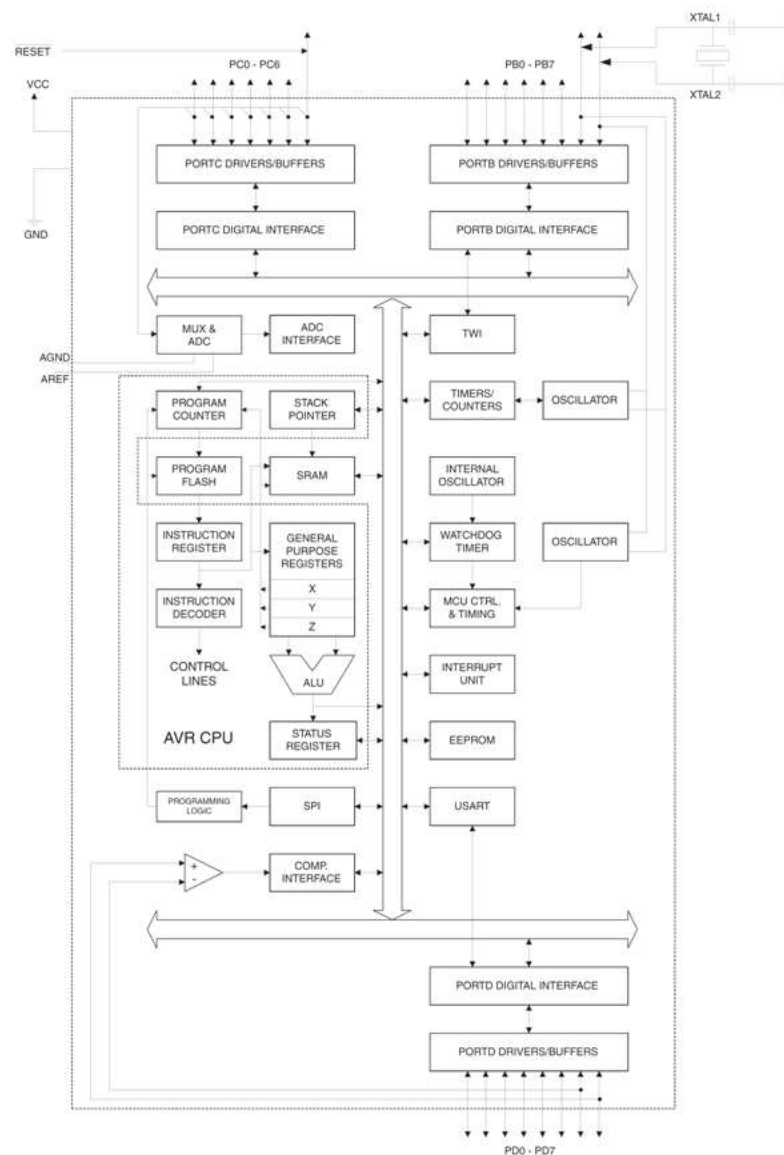 XTAL1
RESET
PC0 - PC6
PB0 - PB7
VCC
XTAL2
PORTC DRIVERS/BUFFERS
PORTB DRIVERS/BUFFERS
PORTC DIGITAL INTERFACE
PORTB DIGITAL INTERFACE
GND
MUX &
ADC
ADC
INTERFACE
TWI
AGND
AREF
PROGRAM
COUNTER
STACK
POINTER
TIMERS/
COUNTERS
OSCILLATOR
PROGRAM
FLASH
SRAM
INTERNAL
OSCILLATOR
INSTRUCTION
REGISTER
GENERAL
PURPOSE
REGISTERS
WATCHDOG
TIMER
OSCILLATOR
X
INSTRUCTION
DECODER
Y
MCU CTRL.
& TIMING
Z
CONTROL
LINES
ALU
INTERRUPT
UNIT
AVR CPU
STATUS
REGISTER
EEPROM
PROGRAMMING
LOGIC
SPI
USART
+
-
COMP.
INTERFACE
PORTD DIGITAL INTERFACE
PORTD DRIVERS/BUFFERS
PD0 - PD7